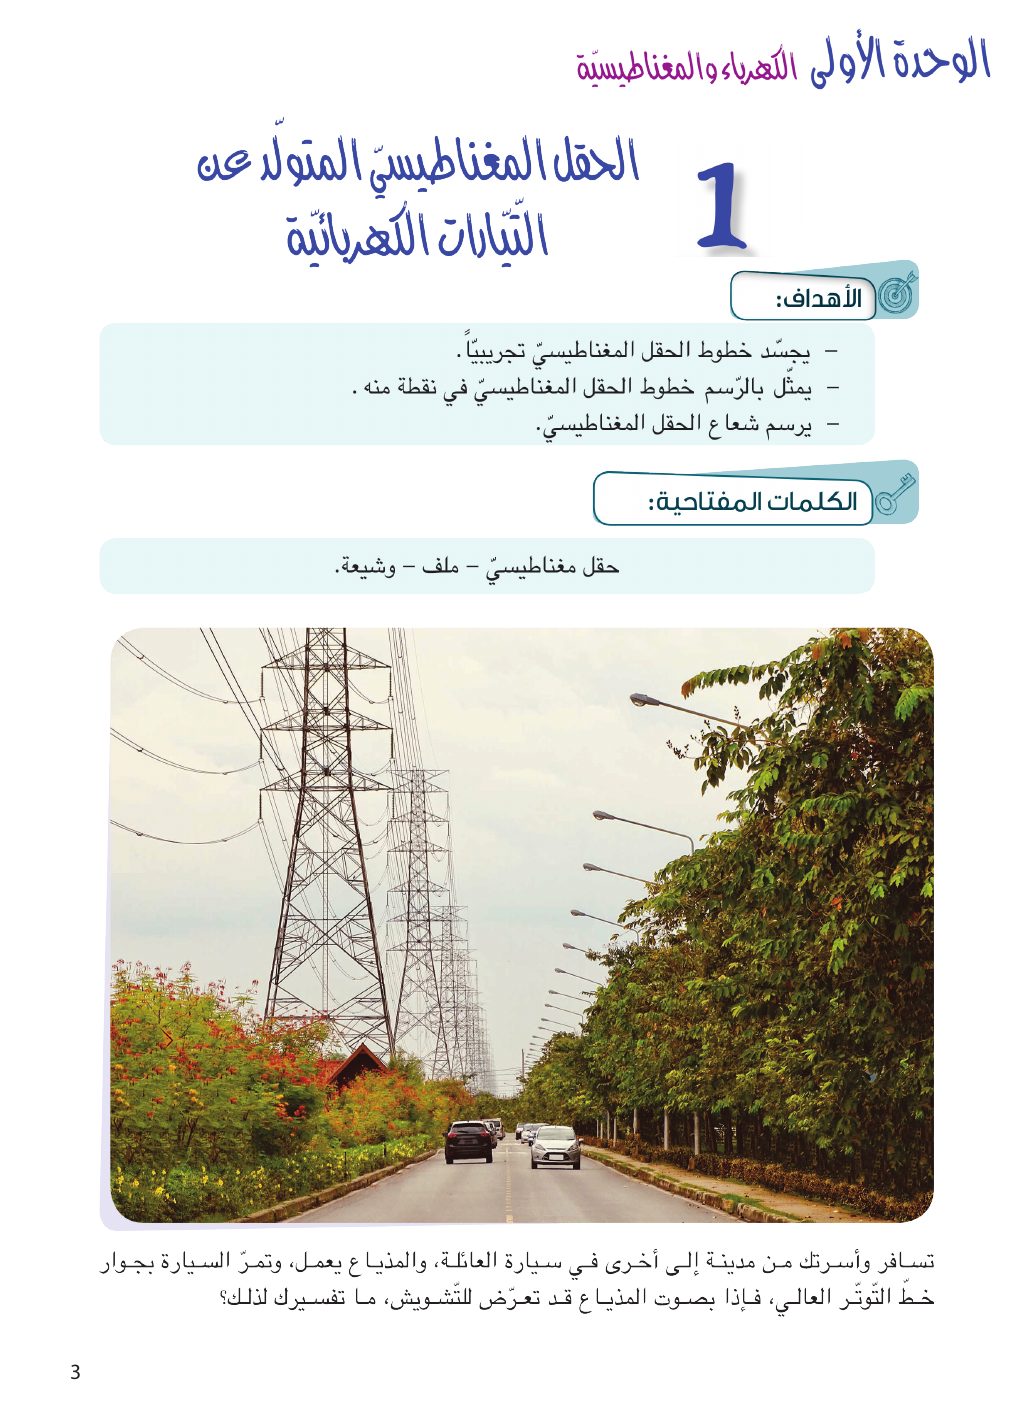 الوحدة الأولى الكهرباء والمغناطيسيّة
1
الحقل المغناطيسيّ المتولّد عن
التّيّارات الكهربائيّة
الأهداف:
– يجسّد خطوط الحقل المغناطيسيّ تجريبيّاً.
– يمثّل بالرّسم خطوط الحقل المغناطيسيّ في نقطة منه .
– يرسم شعاع الحقل المغناطيسيّ.
الكلمات المفتاحية:
حقل مغناطيسيّ – ملف – وشيعة.
تسافر وأسرتك من مدينة إلى أخرى في سيارة العائلة، والمذياع يعمل، وتمرّ السيارة بجوار
خطّ التّوتّر العالي، فإذا بصوت المذياع قد تعرّض للتّشويش، ما تفسيرك لذلك؟
3